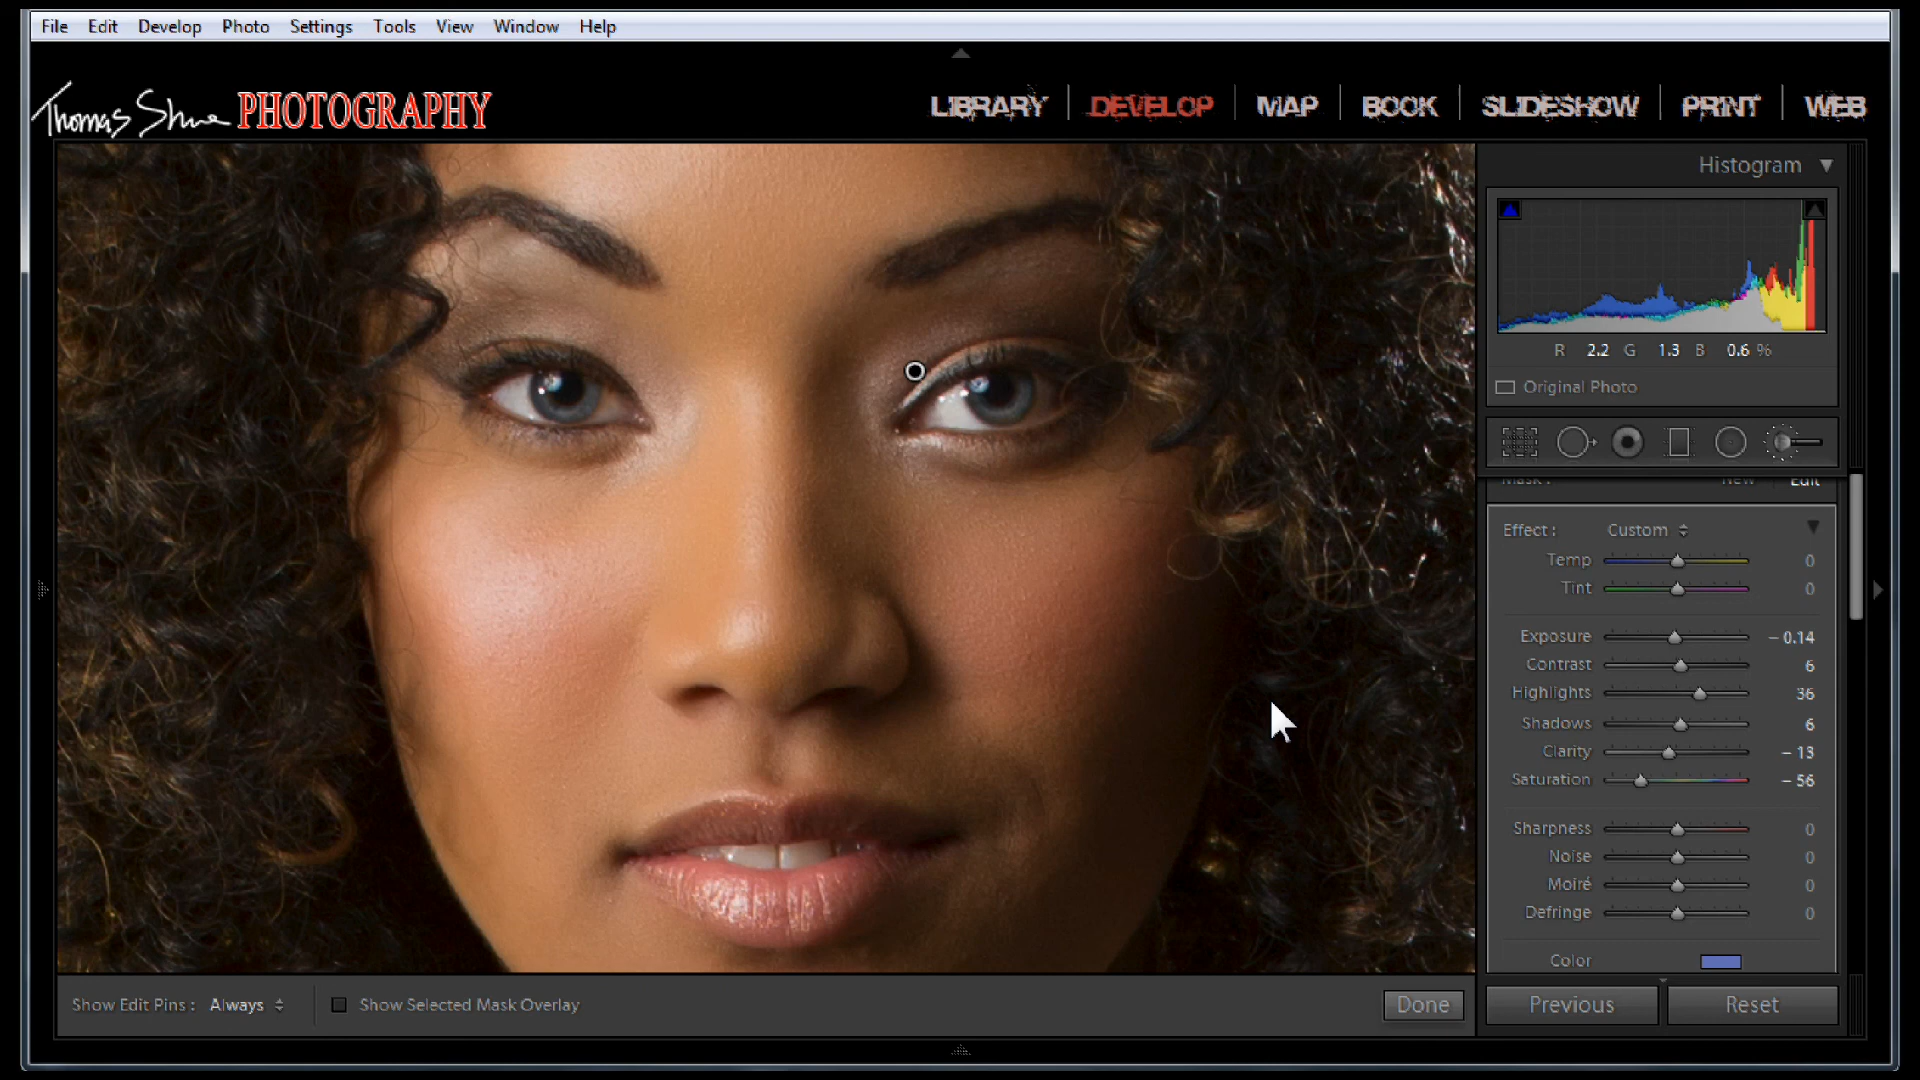 File Edit Develop Photo Settings Tools View Window Help
Thomas Shue PHOTOGRAPHY
LIBRARY | DEVELOP | MAP | BOOK | SLIDESHOW | PRINT | WEB
Histogram
R 2.2 G 1.3 B 0.6 %
Original Photo
Mask : New Edit
Effect : Custom
Temp 0
Tint 0
Exposure – 0.14
Contrast 6
Highlights 36
Shadows 6
Clarity – 13
Saturation – 56
Sharpness 0
Noise 0
Moiré 0
Defringe 0
Color
Show Edit Pins : Always Show Selected Mask Overlay Done
Previous Reset